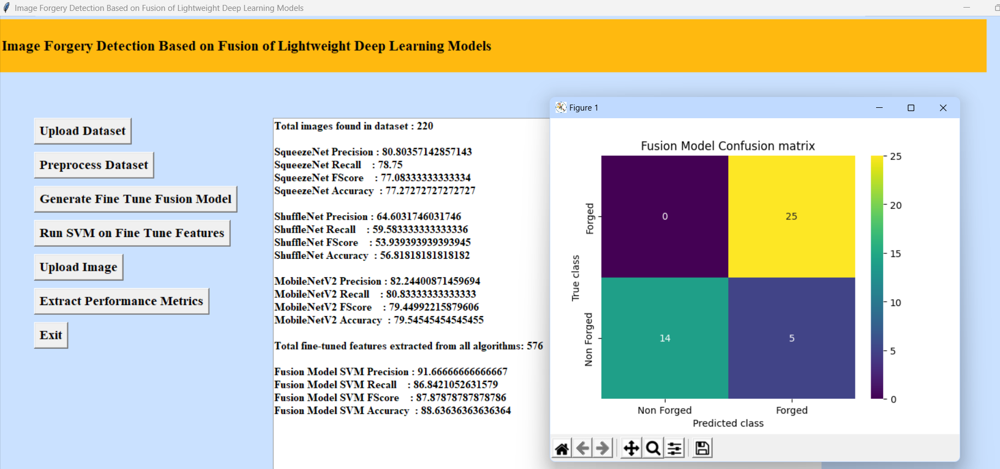 Image Forgery Detection Based on Fusion of Lightweight Deep Learning Models
Image Forgery Detection Based on Fusion of Lightweight Deep Learning Models
Upload Dataset
Preprocess Dataset
Generate Fine Tune Fusion Model
Run SVM on Fine Tune Features
Upload Image
Extract Performance Metrics
Exit
Total images found in dataset : 220
SqueezeNet Precision : 80.80357142857143
SqueezeNet Recall : 78.75
SqueezeNet FScore : 77.08333333333334
SqueezeNet Accuracy : 77.27272727272727
ShuffleNet Precision : 64.6031746031746
ShuffleNet Recall : 59.583333333333336
ShuffleNet FScore : 53.939393939393945
ShuffleNet Accuracy : 56.81818181818182
MobileNetV2 Precision : 82.24400871459694
MobileNetV2 Recall : 80.83333333333333
MobileNetV2 FScore : 79.44992215879606
MobileNetV2 Accuracy : 79.54545454545455
Total fine-tuned features extracted from all algorithms: 576
Fusion Model SVM Precision : 91.66666666666667
Fusion Model SVM Recall : 86.8421052631579
Fusion Model SVM FScore : 87.87878787878786
Fusion Model SVM Accuracy : 88.63636363636364
Figure 1
Fusion Model Confusion matrix
True class
Forged
0
25
Non Forged
14
5
Non Forged
Forged
Predicted class
25
20
15
10
5
0